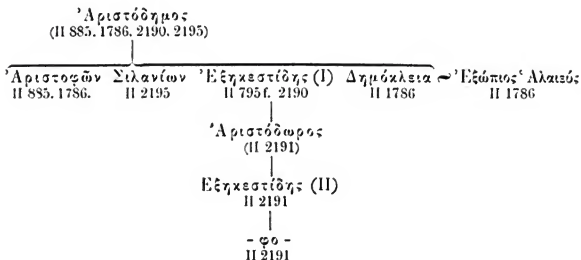 Ἀριστόδημος
(II 885. 1786. 2190. 2195)
Ἀριστοφῶν Σιλανίων Ἐξηκεστίδης (I) Δημόκλεια ~ Ἐξώπιος Ἁλαιεύς
II 885. 1786. II 2195 II 795f. 2190 II 1786 II 1786
Ἀριστόδωρος
(II 2191)
Ἐξηκεστίδης (II)
II 2191
- φο -
II 2191